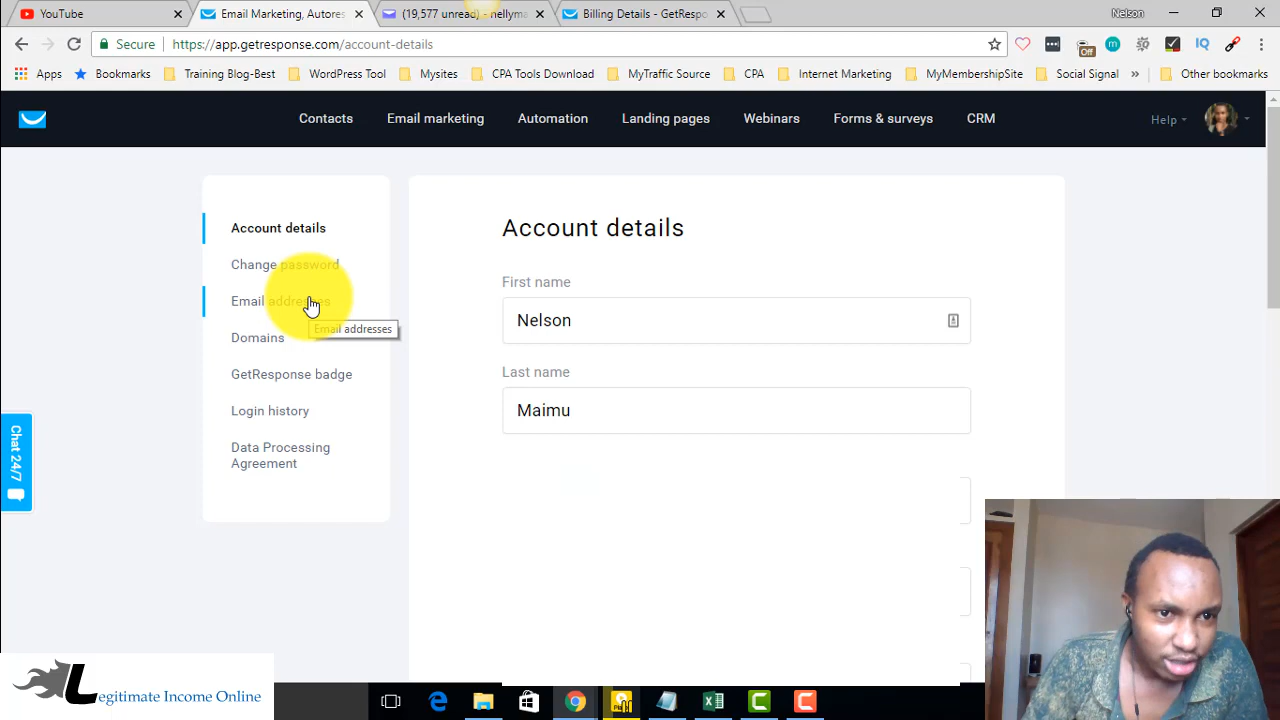 YouTube
Email Marketing, Autores
(19,577 unread) - nellyma
Billing Details - GetRespo
Nelson
Secure
https://app.getresponse.com/account-details
Off
Apps
Bookmarks
Training Blog-Best
WordPress Tool
Mysites
CPA Tools Download
MyTraffic Source
CPA
Internet Marketing
MyMembershipSite
Social Signal
»
Other bookmarks
Contacts
Email marketing
Automation
Landing pages
Webinars
Forms & surveys
CRM
Help
Account details
Change password
Email addresses
Email addresses
Domains
GetResponse badge
Login history
Data Processing
Agreement
Account details
First name
Nelson
Last name
Maimu
Chat 24/7
Legitimate Income Online